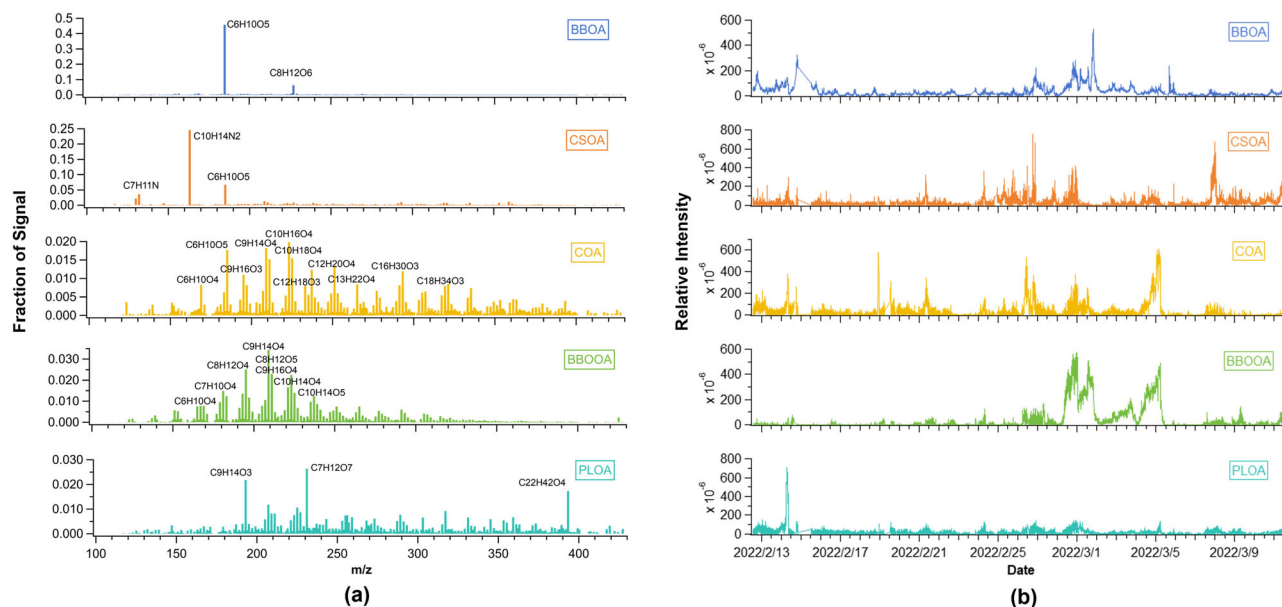 0.5
0.4
0.3
0.2
0.1
0.0
C6H10O5
C8H12O6
BBOA
0.25
0.20
0.15
0.10
0.05
0.00
C7H11N
C10H14N2
C6H10O5
CSOA
Fraction of Signal
0.020
0.015
0.010
0.005
0.000
C10H16O4
C6H10O5
C9H14O4
C10H18O4
C9H16O3
C12H20O4
C16H30O3
C6H10O4
C12H18O3
C13H22O4
C18H34O3
COA
0.030
0.020
0.010
0.000
C9H14O4
C8H12O5
C8H12O4
C9H16O4
C7H10O4
C10H14O4
C6H10O4
C10H14O5
BBOOA
0.030
0.020
0.010
0.000
C9H14O3
C7H12O7
C22H42O4
PLOA
100
150
200
250
300
350
400
m/z
(a)
Relative Intensity
x 10-6
600
400
200
0
BBOA
x 10-6
800
600
400
200
0
CSOA
x 10-6
600
400
200
0
COA
x 10-6
600
400
200
0
BBOOA
x 10-6
800
600
400
200
0
PLOA
2022/2/13
2022/2/17
2022/2/21
2022/2/25
2022/3/1
2022/3/5
2022/3/9
Date
(b)